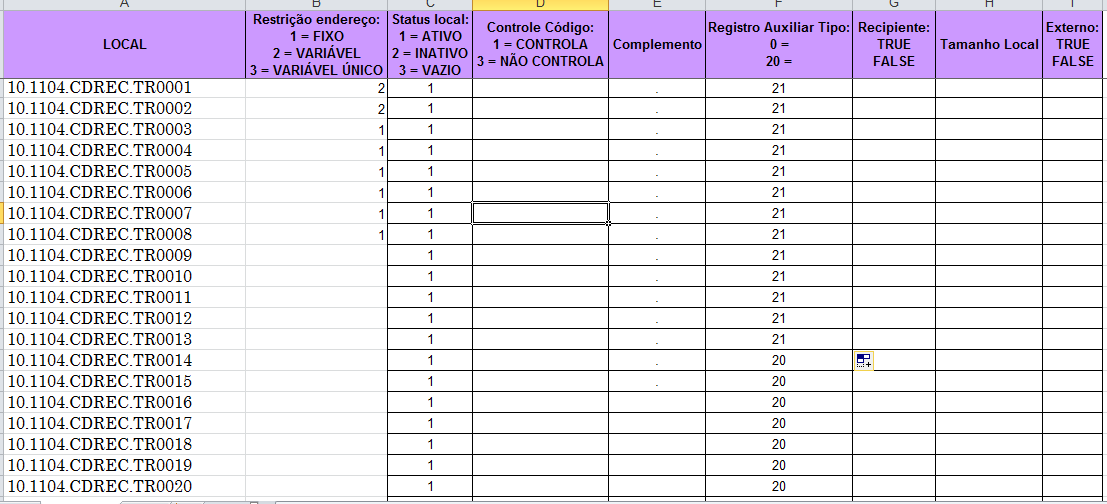 A B C D E F G H I
LOCAL
Restrição endereço:
1 = FIXO
2 = VARIÁVEL
3 = VARIÁVEL ÚNICO
Status local:
1 = ATIVO
2 = INATIVO
3 = VAZIO
Controle Código:
1 = CONTROLA
3 = NÃO CONTROLA
Complemento
Registro Auxiliar Tipo:
0 =
20 =
Recipiente:
TRUE
FALSE
Tamanho Local
Externo:
TRUE
FALSE
10.1104.CDREC.TR0001 2 1 . 21
10.1104.CDREC.TR0002 2 1 . 21
10.1104.CDREC.TR0003 1 1 . 21
10.1104.CDREC.TR0004 1 1 . 21
10.1104.CDREC.TR0005 1 1 . 21
10.1104.CDREC.TR0006 1 1 . 21
10.1104.CDREC.TR0007 1 1 . 21
10.1104.CDREC.TR0008 1 1 . 21
10.1104.CDREC.TR0009 1 . 21
10.1104.CDREC.TR0010 1 . 21
10.1104.CDREC.TR0011 1 . 21
10.1104.CDREC.TR0012 1 . 21
10.1104.CDREC.TR0013 1 . 21
10.1104.CDREC.TR0014 1 . 20
10.1104.CDREC.TR0015 1 . 20
10.1104.CDREC.TR0016 1 20
10.1104.CDREC.TR0017 1 20
10.1104.CDREC.TR0018 1 20
10.1104.CDREC.TR0019 1 20
10.1104.CDREC.TR0020 1 20